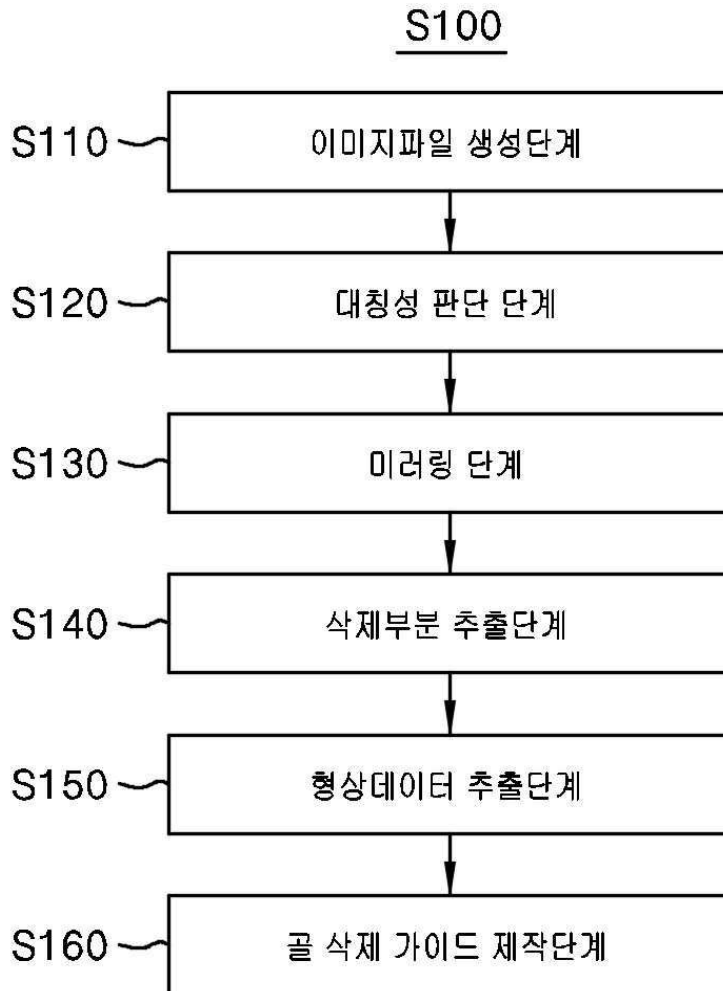 S100
S110 이미지파일 생성단계
S120 대칭성 판단 단계
S130 미러링 단계
S140 삭제부분 추출단계
S150 형상데이터 추출단계
S160 골 삭제 가이드 제작단계